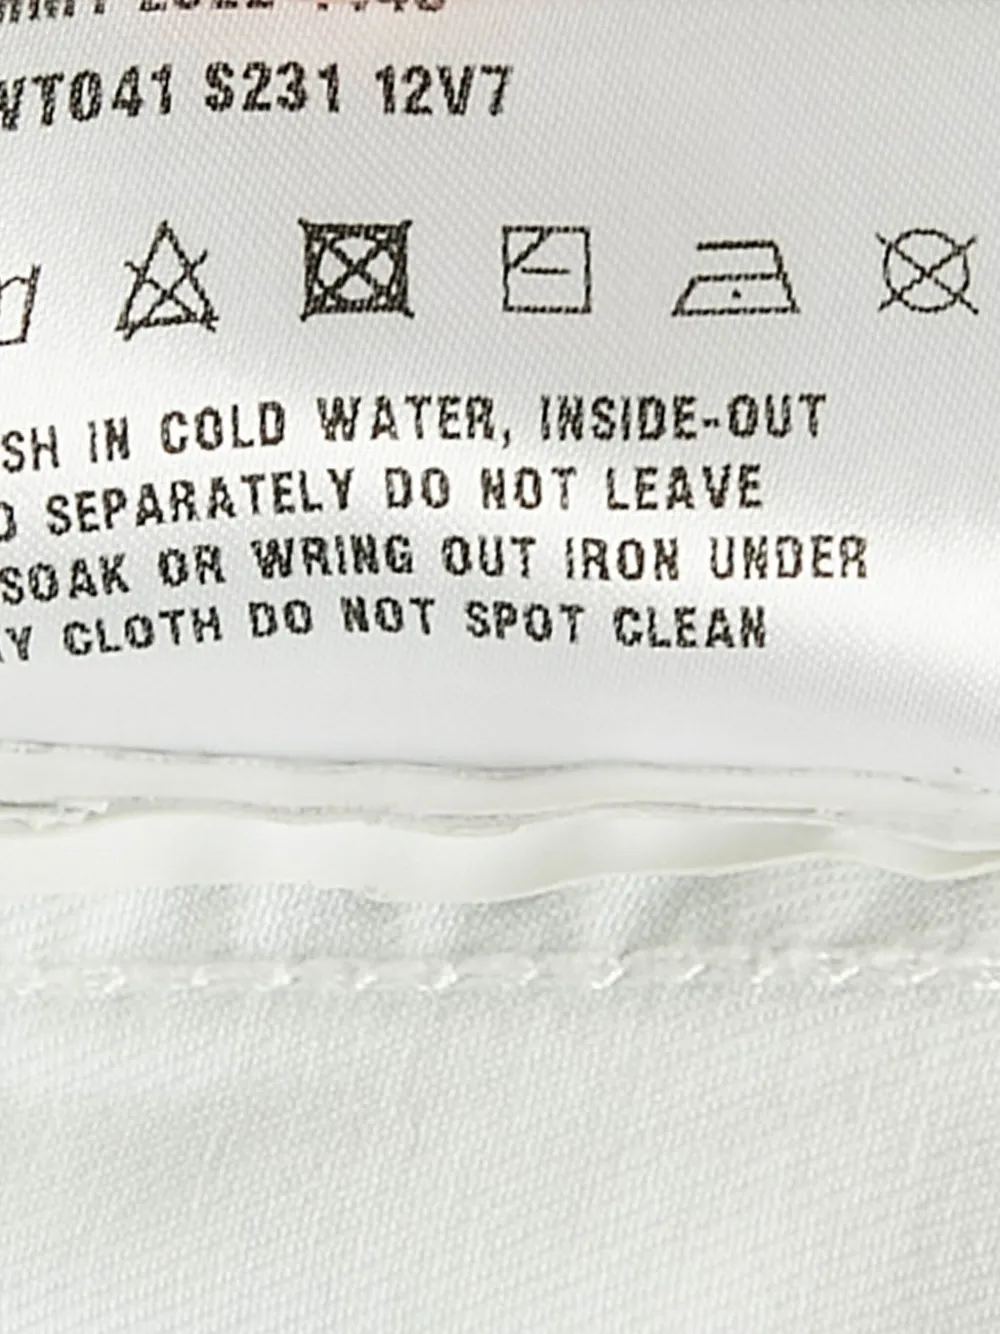 WT041 S231 12V7
SH IN COLD WATER, INSIDE-OUT
SEPARATELY DO NOT LEAVE
SOAK OR WRING OUT IRON UNDER
Y CLOTH DO NOT SPOT CLEAN